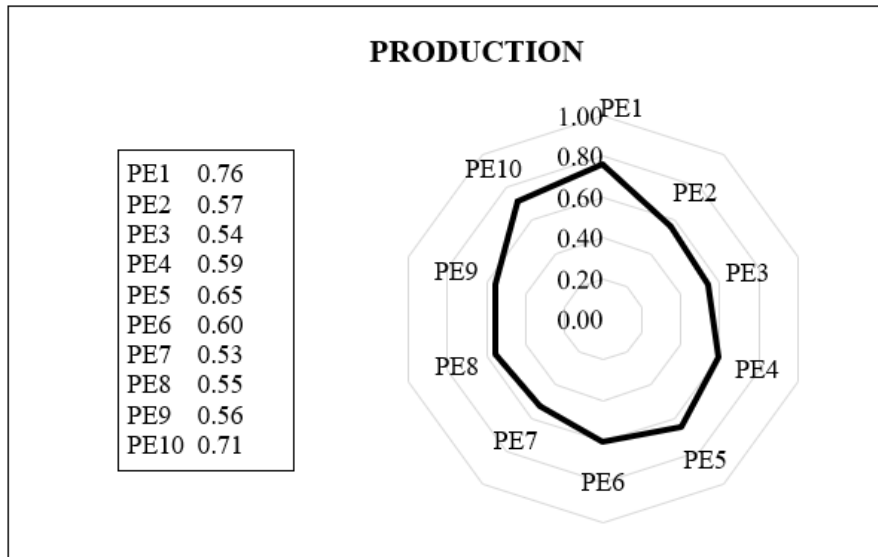 PRODUCTION
PE1 0.76
PE2 0.57
PE3 0.54
PE4 0.59
PE5 0.65
PE6 0.60
PE7 0.53
PE8 0.55
PE9 0.56
PE10 0.71
1.00
0.80
0.60
0.40
0.20
0.00
PE1
PE2
PE3
PE4
PE5
PE6
PE7
PE8
PE9
PE10